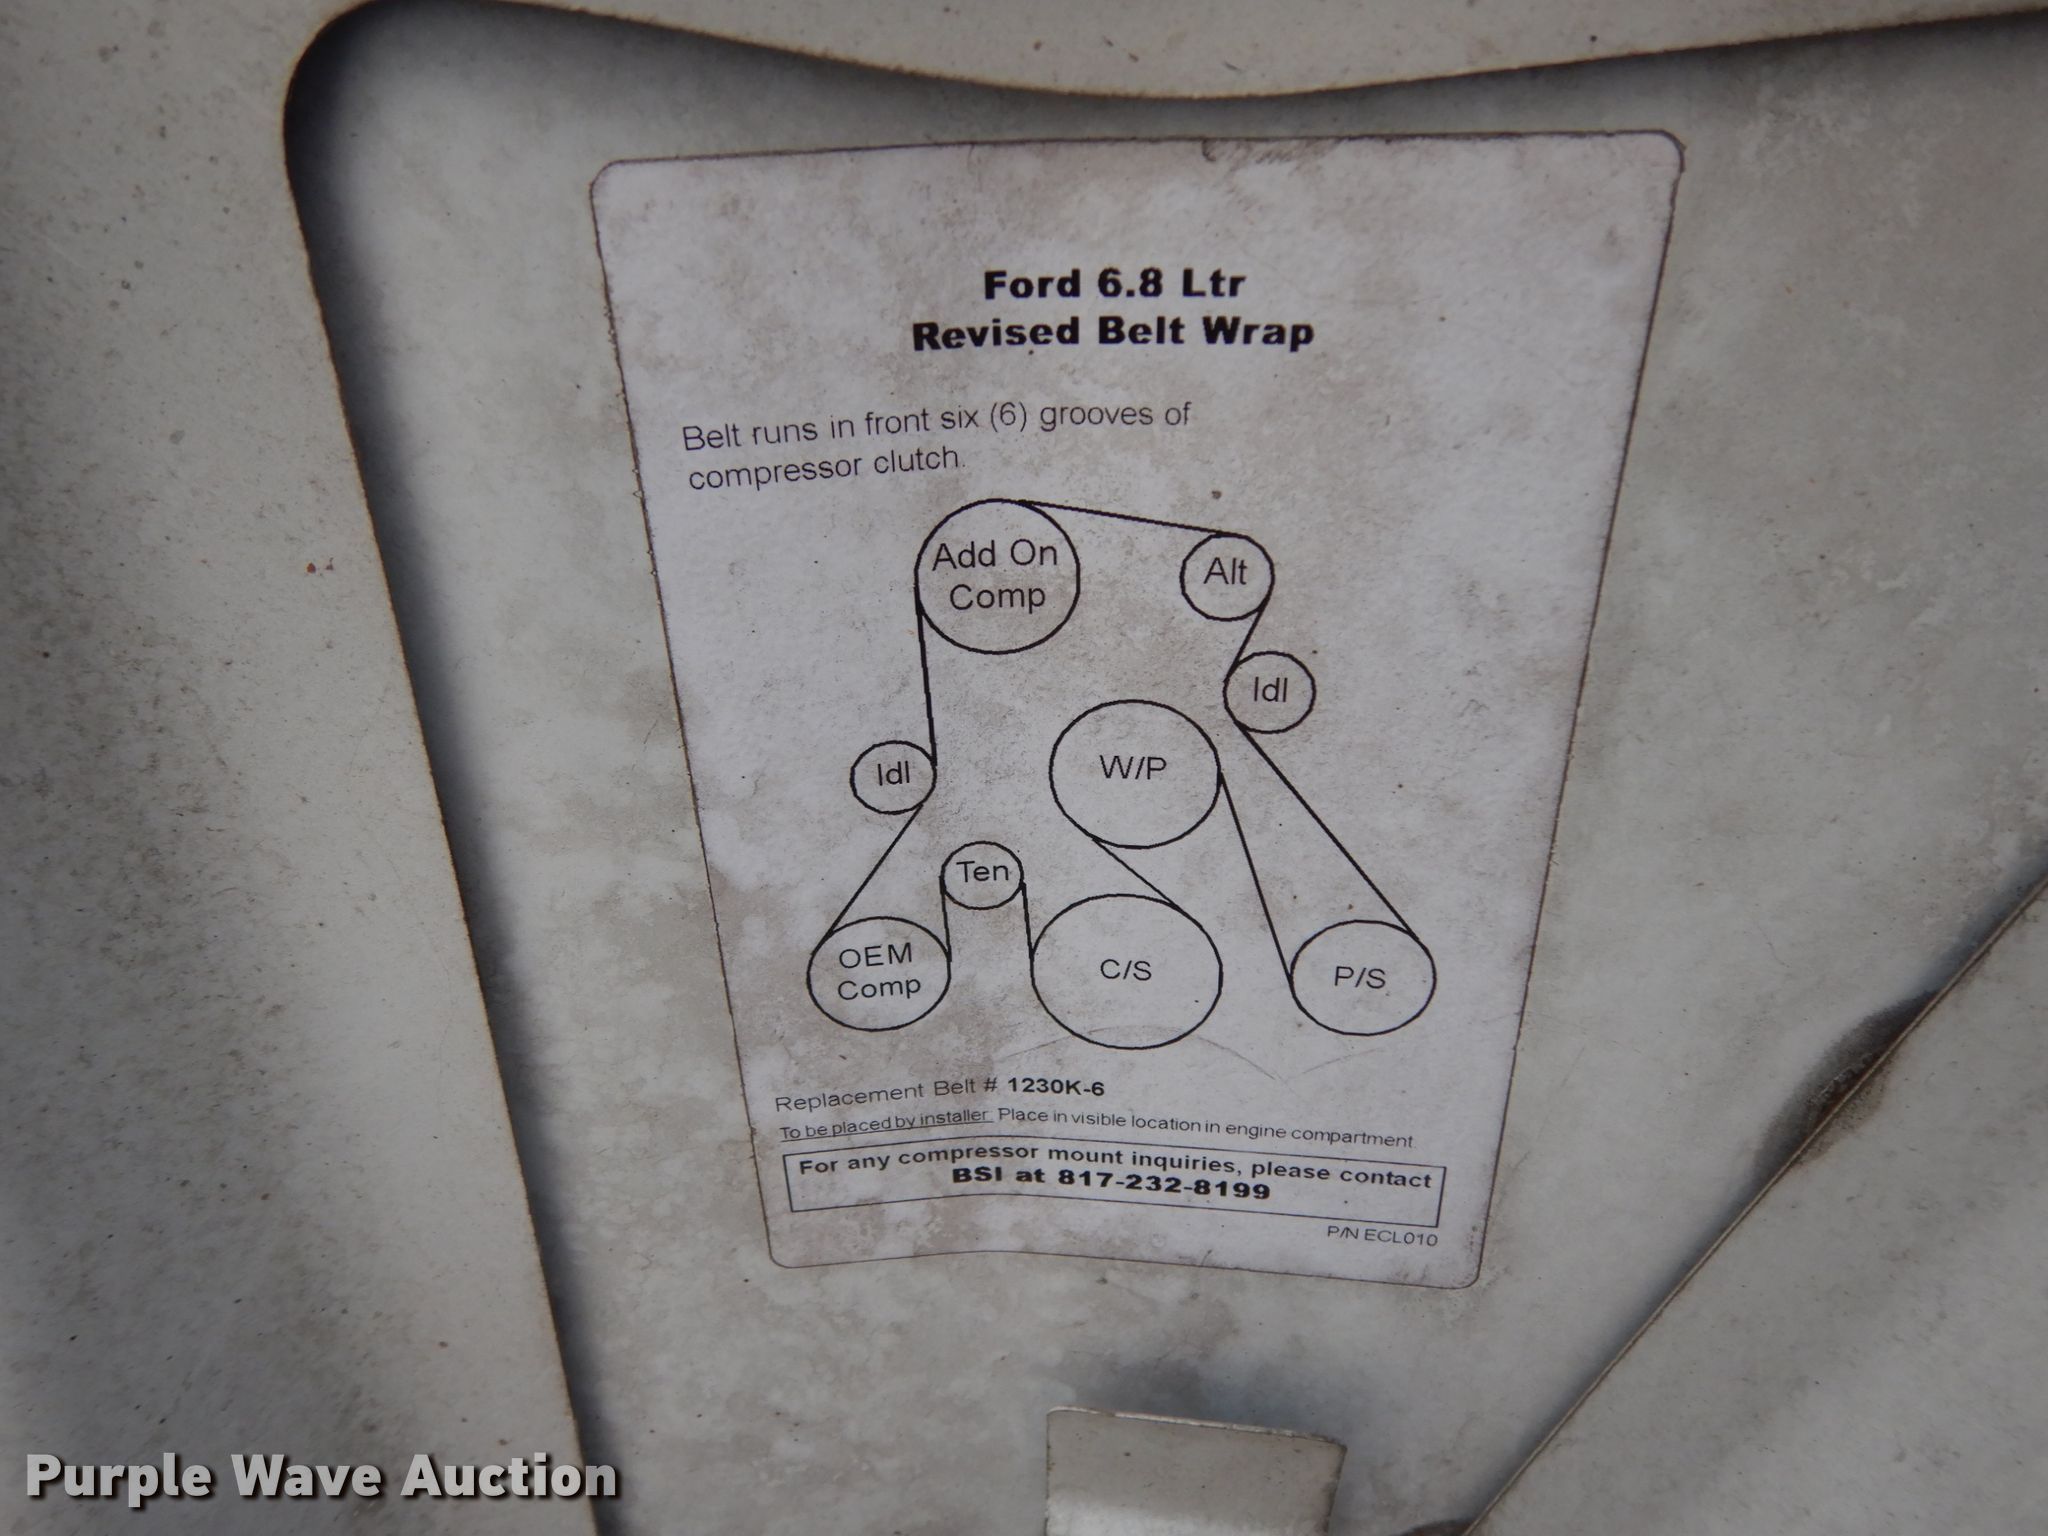 Ford 6.8 Ltr
Revised Belt Wrap
Belt runs in front six (6) grooves of
compressor clutch.
Add On
Comp
Alt
Idl
W/P
Idl
Ten
OEM
Comp
C/S
P/S
Replacement Belt # 1230K-6
To be placed by installer. Place in visible location in engine compartment.
For any compressor mount inquiries, please contact
BSI at 817-232-8199
P/N ECL010
Purple Wave Auction